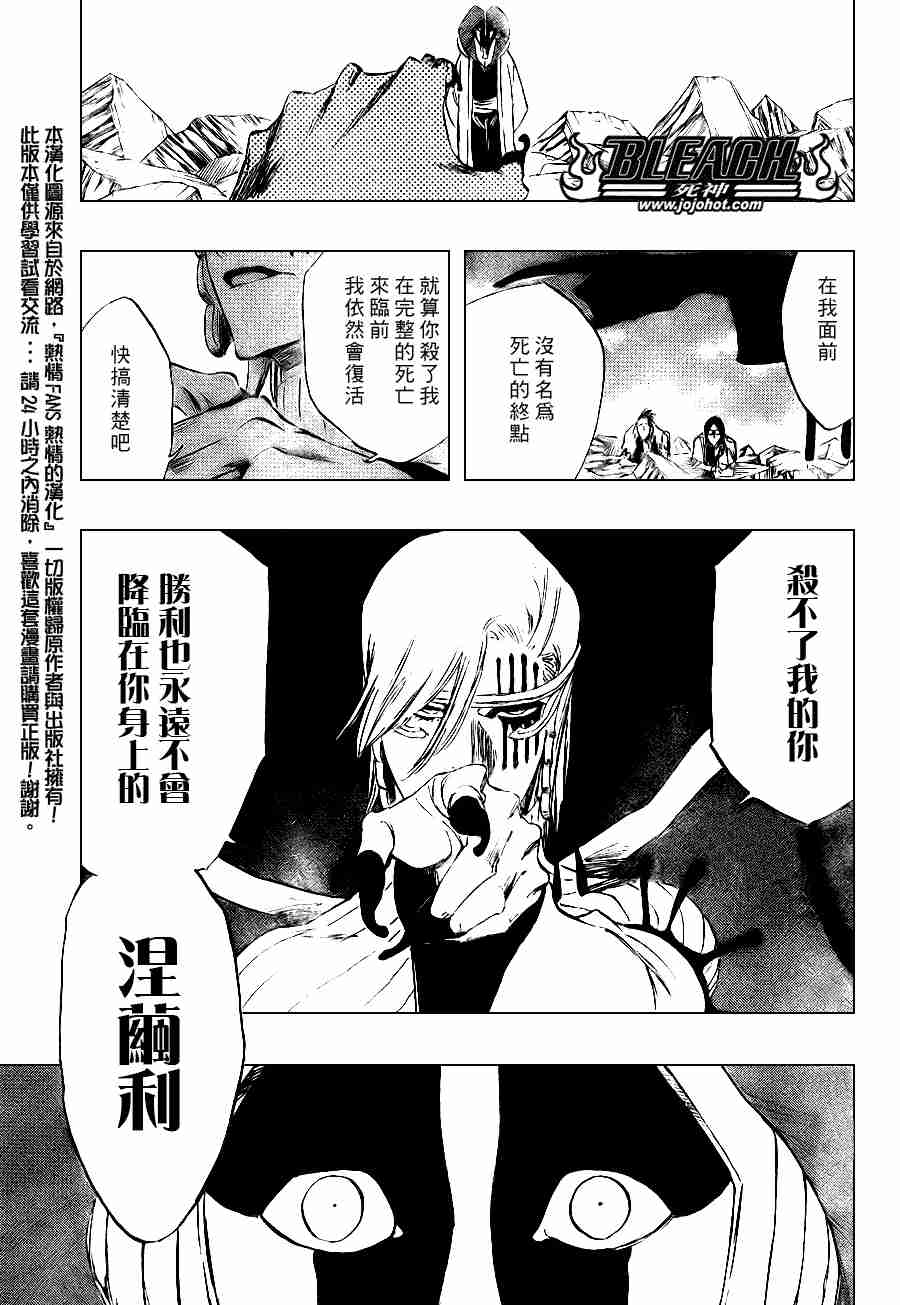 BLEACH
死神
www.jojohot.com
在我面前
沒有名爲
死亡的終點
就算你殺了我
在完整的死亡
來臨前
我依然會復活
快搞清楚吧
殺不了我的你
勝利也永遠不會
降臨在你身上的
涅繭利
本漢化圖源來自於網路，『熱情FANS熱情的漢化』一切版權歸原作者與出版社擁有！
此版本僅供學習試看交流…請24小時之內消除，喜歡這套漫畫請購買正版！謝謝。